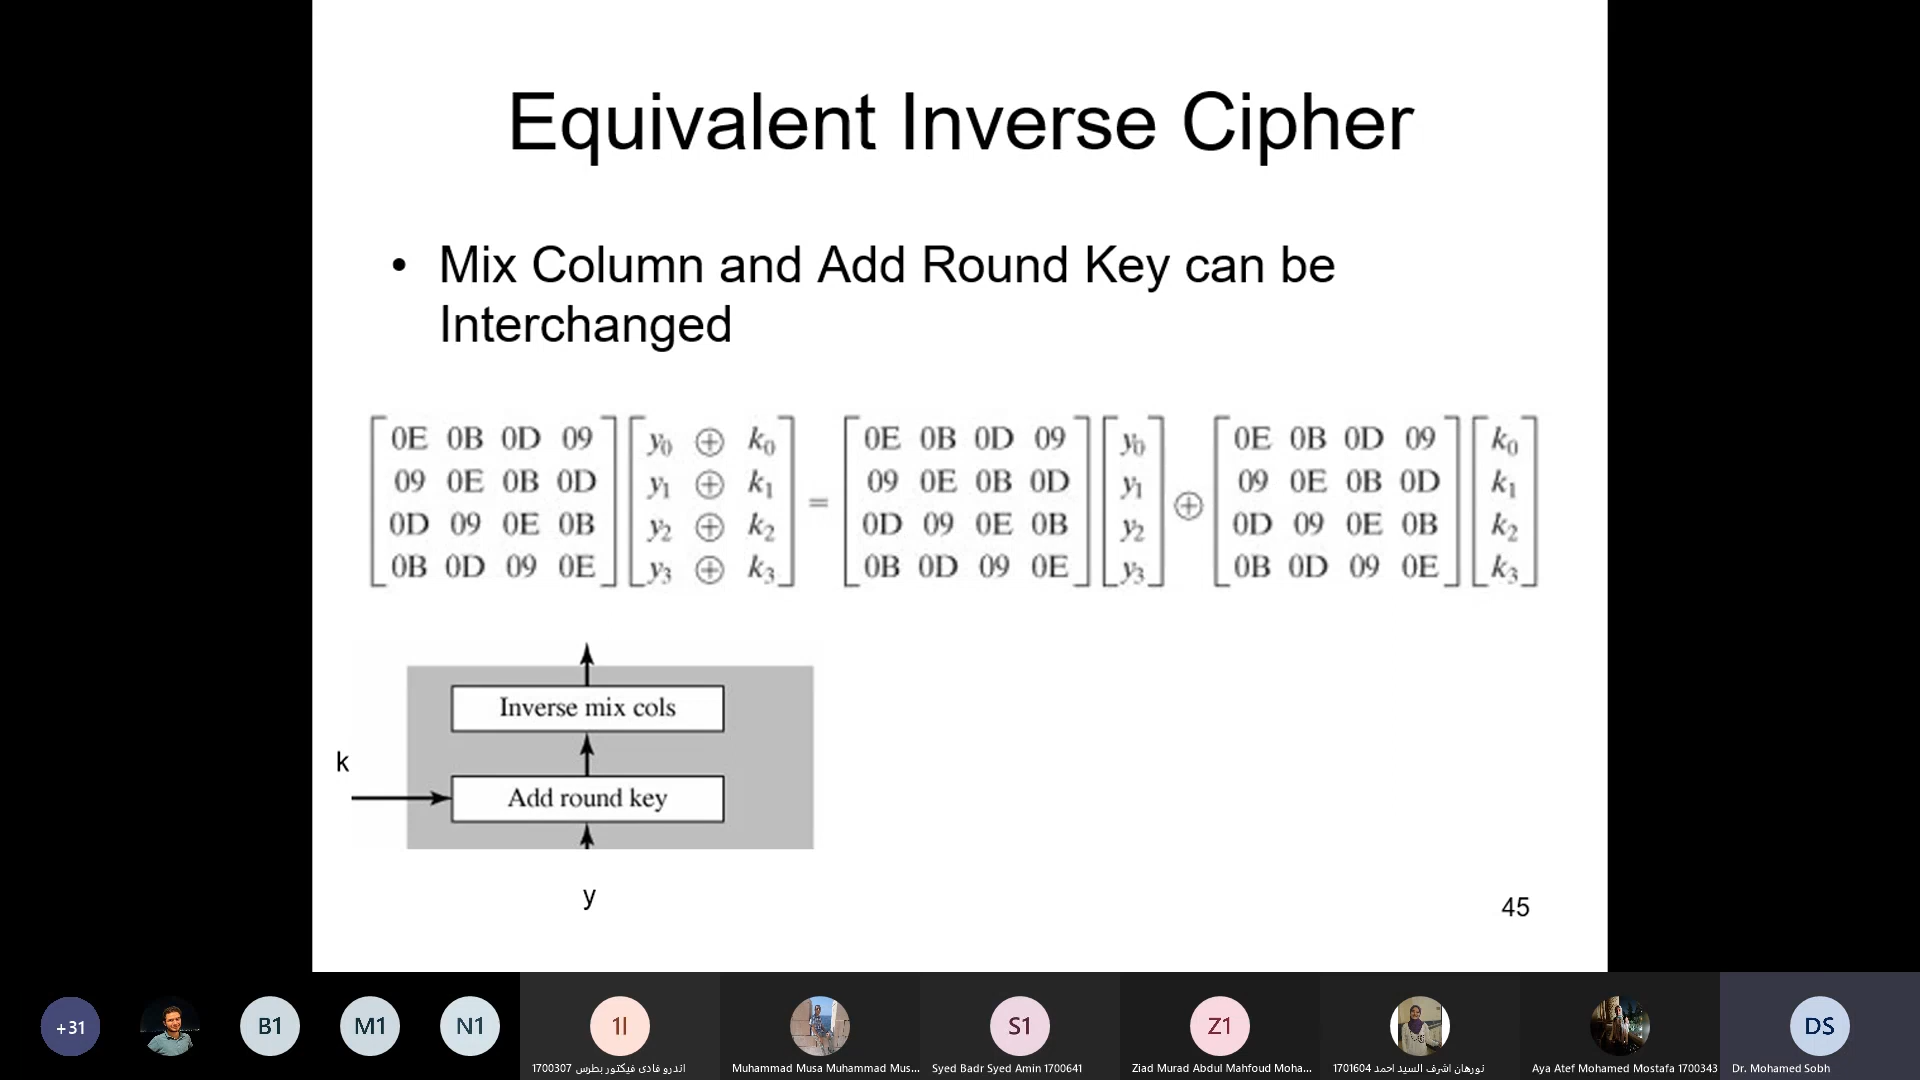 Equivalent Inverse Cipher
• Mix Column and Add Round Key can be
Interchanged
[0E 0B 0D 09] [y0 ⊕ k0] [0E 0B 0D 09] [y0] [0E 0B 0D 09] [k0]
[09 0E 0B 0D] [y1 ⊕ k1] = [09 0E 0B 0D] [y1] ⊕ [09 0E 0B 0D] [k1]
[0D 09 0E 0B] [y2 ⊕ k2] [0D 09 0E 0B] [y2] [0D 09 0E 0B] [k2]
[0B 0D 09 0E] [y3 ⊕ k3] [0B 0D 09 0E] [y3] [0B 0D 09 0E] [k3]
Inverse mix cols
k
Add round key
y
45
+31
B1
M1
N1
1I
S1
Z1
DS
اندرو فادى فيكتور بطرس 1700307
Muhammad Musa Muhammad Mus...
Syed Badr Syed Amin 1700641
Ziad Murad Abdul Mahfoud Moha...
نورهان اشرف السيد احمد 1701604
Aya Atef Mohamed Mostafa 1700343
Dr. Mohamed Sobh